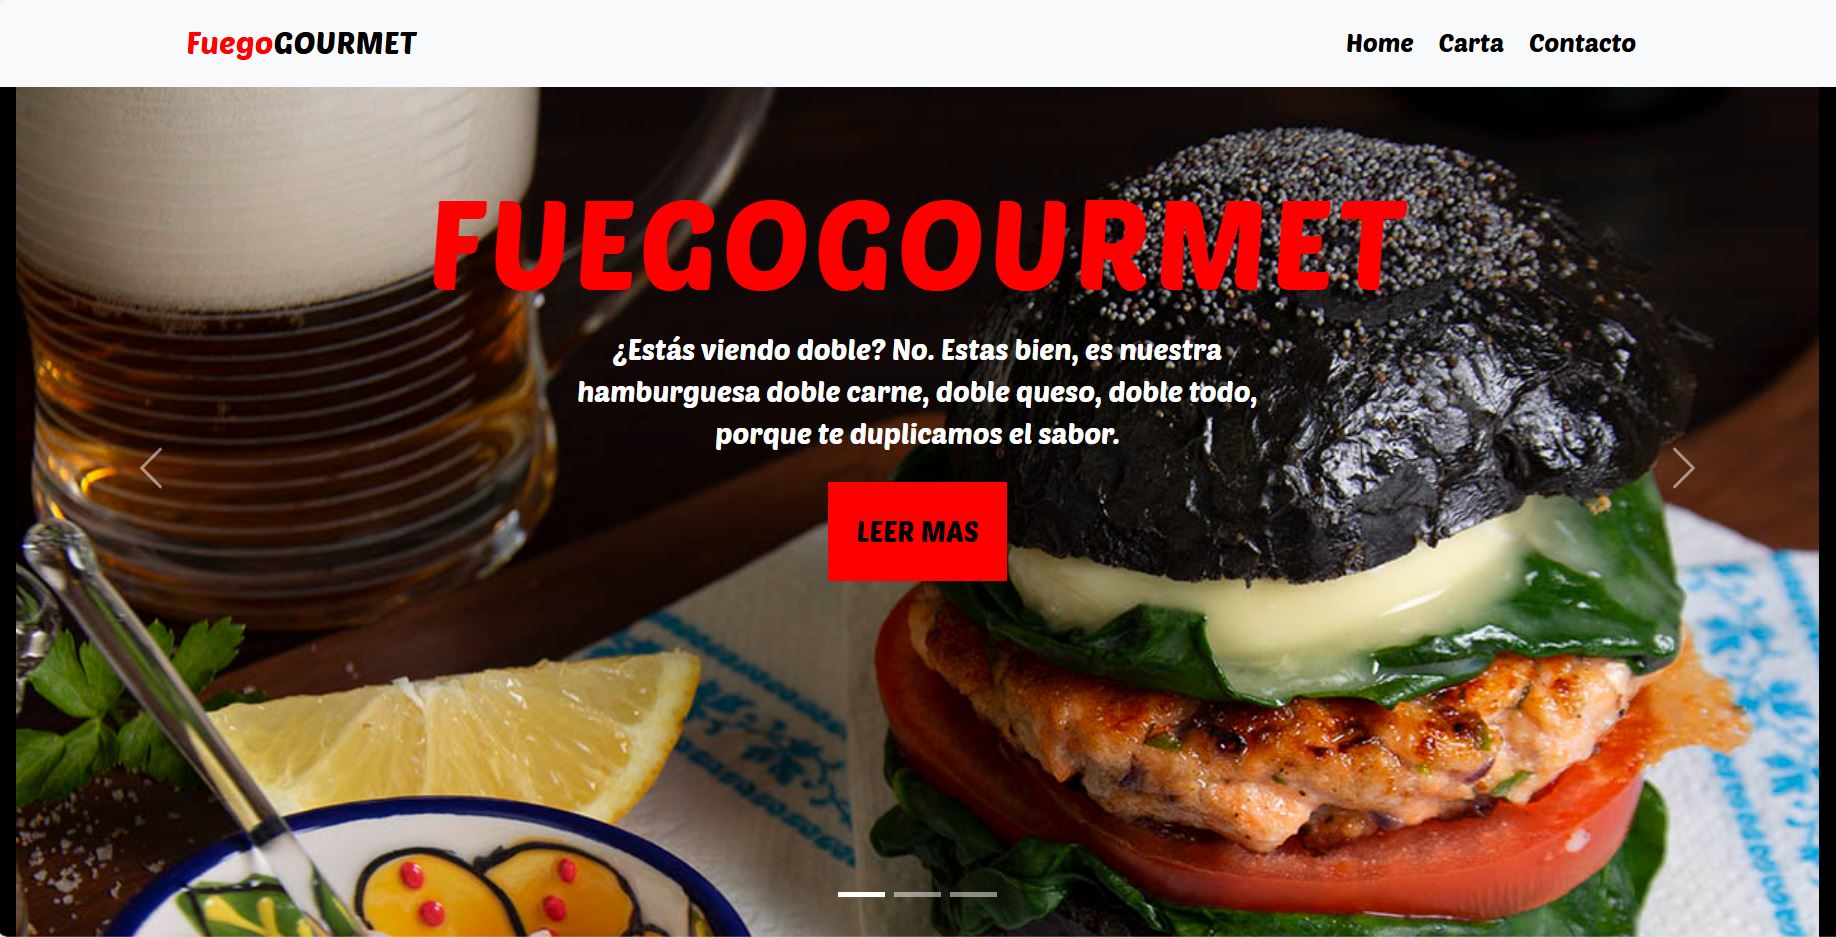 FuegoGOURMET
Home Carta Contacto
FUEGOGOURMET
¿Estás viendo doble? No. Estas bien, es nuestra
hamburguesa doble carne, doble queso, doble todo,
porque te duplicamos el sabor.
LEER MAS